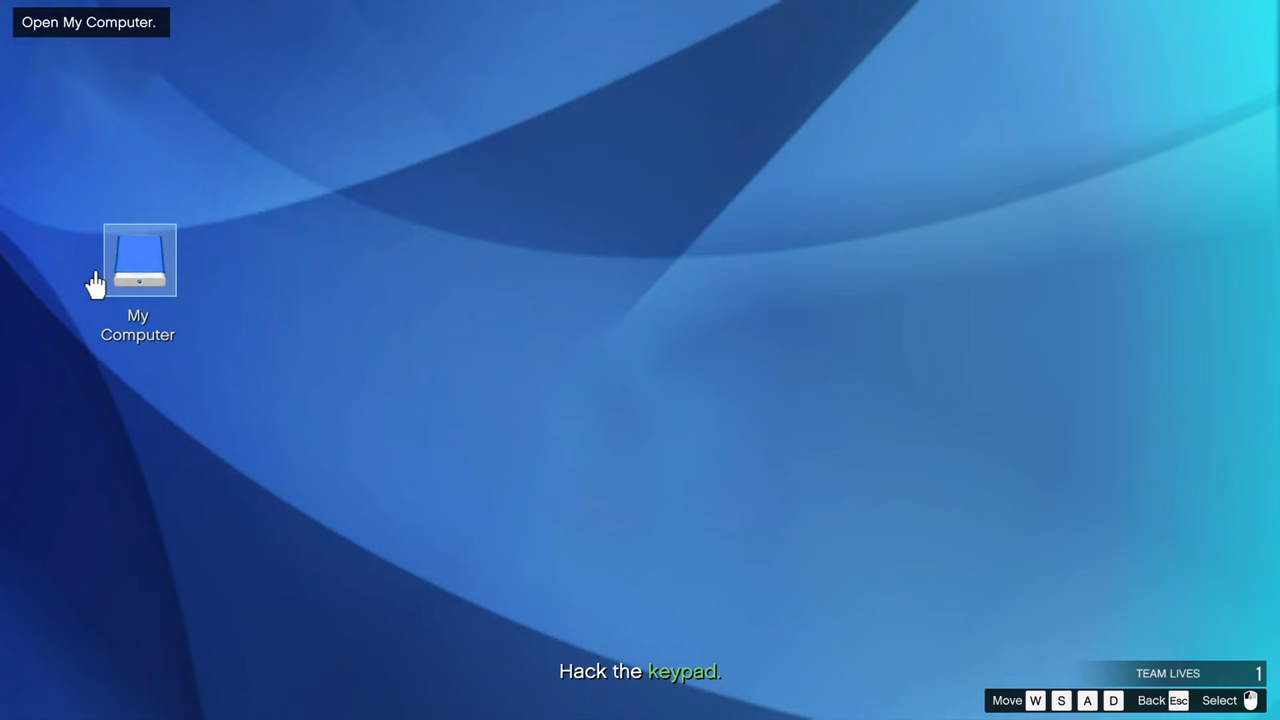 Open My Computer.
My
Computer
Hack the keypad.
TEAM LIVES 1
Move W S A D Back Esc Select